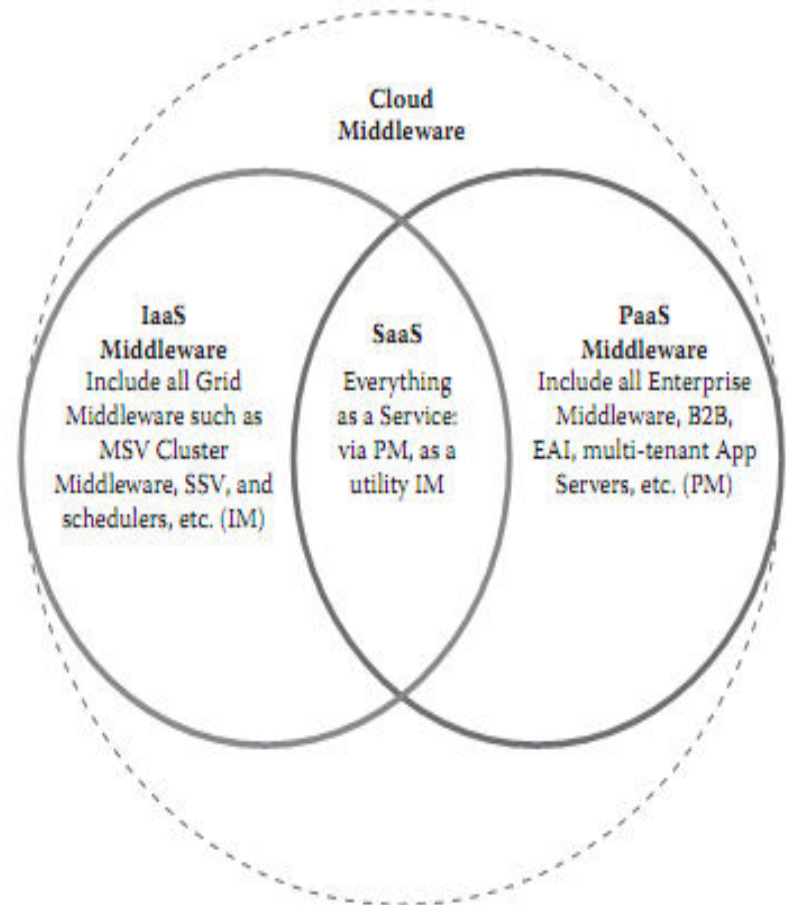 Cloud
Middleware
IaaS
Middleware
Include all Grid
Middleware such as
MSV Cluster
Middleware, SSV, and
schedulers, etc. (IM)
SaaS
Everything
as a Service:
via PM, as a
utility IM
PaaS
Middleware
Include all Enterprise
Middleware, B2B,
EAI, multi-tenant App
Servers, etc. (PM)